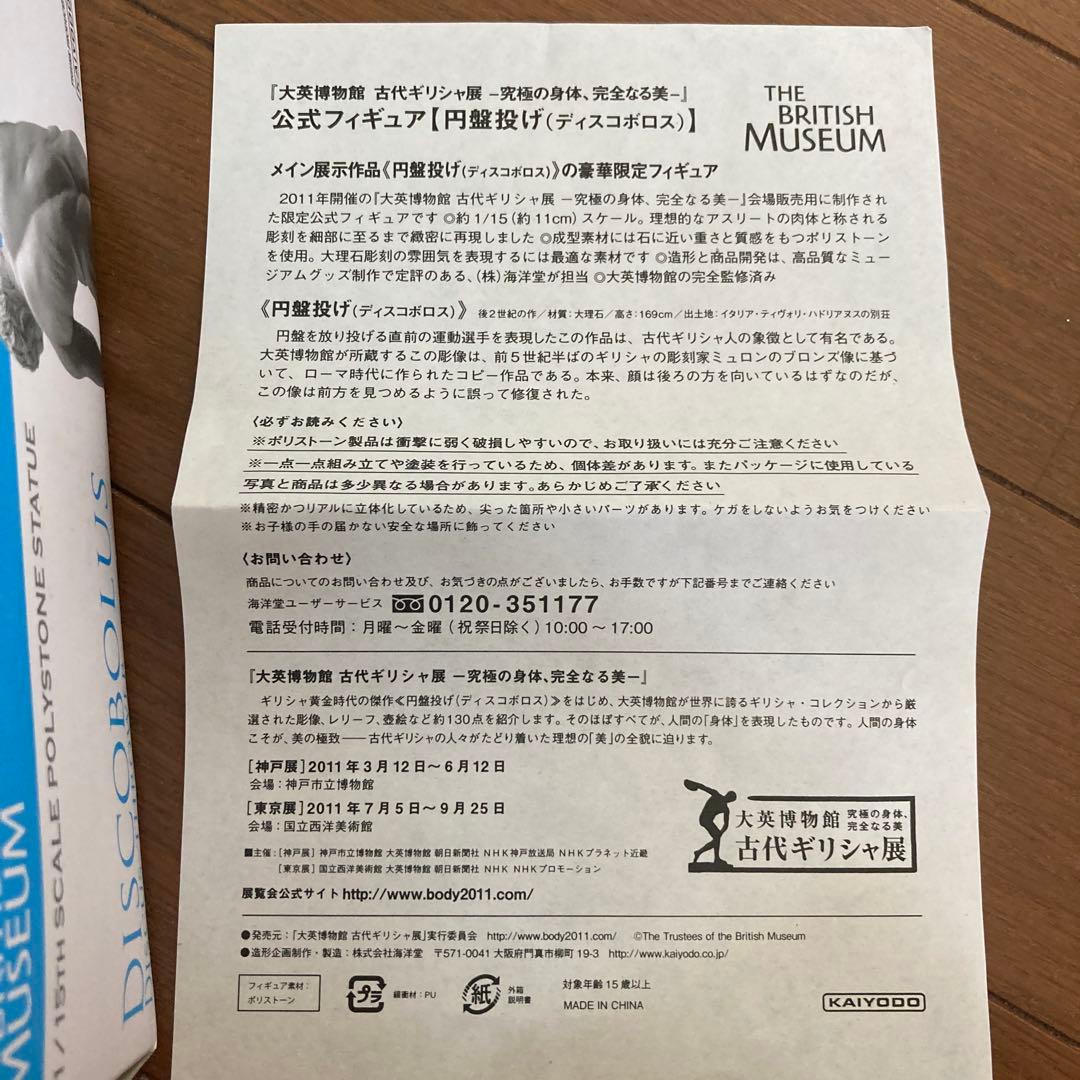 『大英博物館 古代ギリシャ展 −究極の身体、完全なる美−』
公式フィギュア【円盤投げ(ディスコボロス)】
THE
BRITISH
MUSEUM
メイン展示作品《円盤投げ(ディスコボロス)》の豪華限定フィギュア
2011年開催の『大英博物館 古代ギリシャ展 −究極の身体、完全なる美−』会場販売用に制作され
た限定公式フィギュアです ◎約1/15(約11cm)スケール。理想的なアスリートの肉体と称される
彫刻を細部に至るまで緻密に再現しました ◎成型素材には石に近い重さと質感をもつポリストーン
を使用。大理石彫刻の雰囲気を表現するには最適な素材です ◎造形と商品開発は、高品質なミュー
ジアムグッズ制作で定評のある、(株)海洋堂が担当 ◎大英博物館の完全監修済み
《円盤投げ(ディスコボロス)》 後2世紀の作/材質:大理石/高さ:169cm/出土地:イタリア・ティヴォリ・ハドリアヌスの別荘
円盤を放り投げる直前の運動選手を表現したこの作品は、古代ギリシャ人の象徴として有名である。
大英博物館が所蔵するこの彫像は、前5世紀半ばのギリシャの彫刻家ミュロンのブロンズ像に基づ
いて、ローマ時代に作られたコピー作品である。本来、顔は後ろの方を向いているはずなのだが、
この像は前方を見つめるように誤って修復された。
〈必ずお読みください〉
※ポリストーン製品は衝撃に弱く破損しやすいので、お取り扱いには充分ご注意ください
※一点一点組み立てや塗装を行っているため、個体差があります。またパッケージに使用している
写真と商品は多少異なる場合があります。あらかじめご了承ください
※精密かつリアルに立体化しているため、尖った箇所や小さいパーツがあります。ケガをしないようお気をつけください
※お子様の手の届かない安全な場所に飾ってください
〈お問い合わせ〉
商品についてのお問い合わせ及び、お気づきの点がございましたら、お手数ですが下記番号までご連絡ください
海洋堂ユーザーサービス 0120-351177
電話受付時間:月曜〜金曜(祝祭日除く)10:00〜17:00
『大英博物館 古代ギリシャ展 −究極の身体、完全なる美−』
ギリシャ黄金時代の傑作≪円盤投げ(ディスコボロス)≫をはじめ、大英博物館が世界に誇るギリシャ・コレクションから厳
選された彫像、レリーフ、壺絵など約130点を紹介します。そのほぼすべてが、人間の「身体」を表現したものです。人間の身体
こそが、美の極致――古代ギリシャの人々がたどり着いた理想の「美」の全貌に迫ります。
[神戸展]2011年3月12日〜6月12日
会場:神戸市立博物館
[東京展]2011年7月5日〜9月25日
会場:国立西洋美術館
■主催:[神戸展]神戸市立博物館 大英博物館 朝日新聞社 NHK神戸放送局 NHKプラネット近畿
[東京展]国立西洋美術館 大英博物館 朝日新聞社 NHK NHKプロモーション
展覧会公式サイト http://www.body2011.com/
大英博物館 究極の身体、
完全なる美
古代ギリシャ展
●発売元:「大英博物館 古代ギリシャ展」実行委員会 http://www.body2011.com/ ©The Trustees of the British Museum
●造形企画制作・製造:株式会社海洋堂 〒571-0041 大阪府門真市柳町19-3 http://www.kaiyodo.co.jp/
フィギュア素材:
ポリストーン
プラ
緩衝材:PU
紙
外箱
説明書
対象年齢15歳以上
MADE IN CHINA
KAIYODO
MUSEUM
1/15TH SCALE POLYSTONE STATUE
DISCOBOLUS